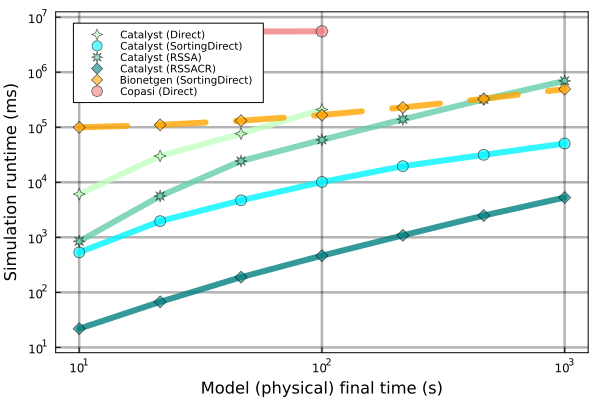 10^7
10^6
10^5
10^4
10^3
10^2
10^1
Simulation runtime (ms)
Catalyst (Direct)
Catalyst (SortingDirect)
Catalyst (RSSA)
Catalyst (RSSACR)
Bionetgen (SortingDirect)
Copasi (Direct)
10^1 10^2 10^3
Model (physical) final time (s)